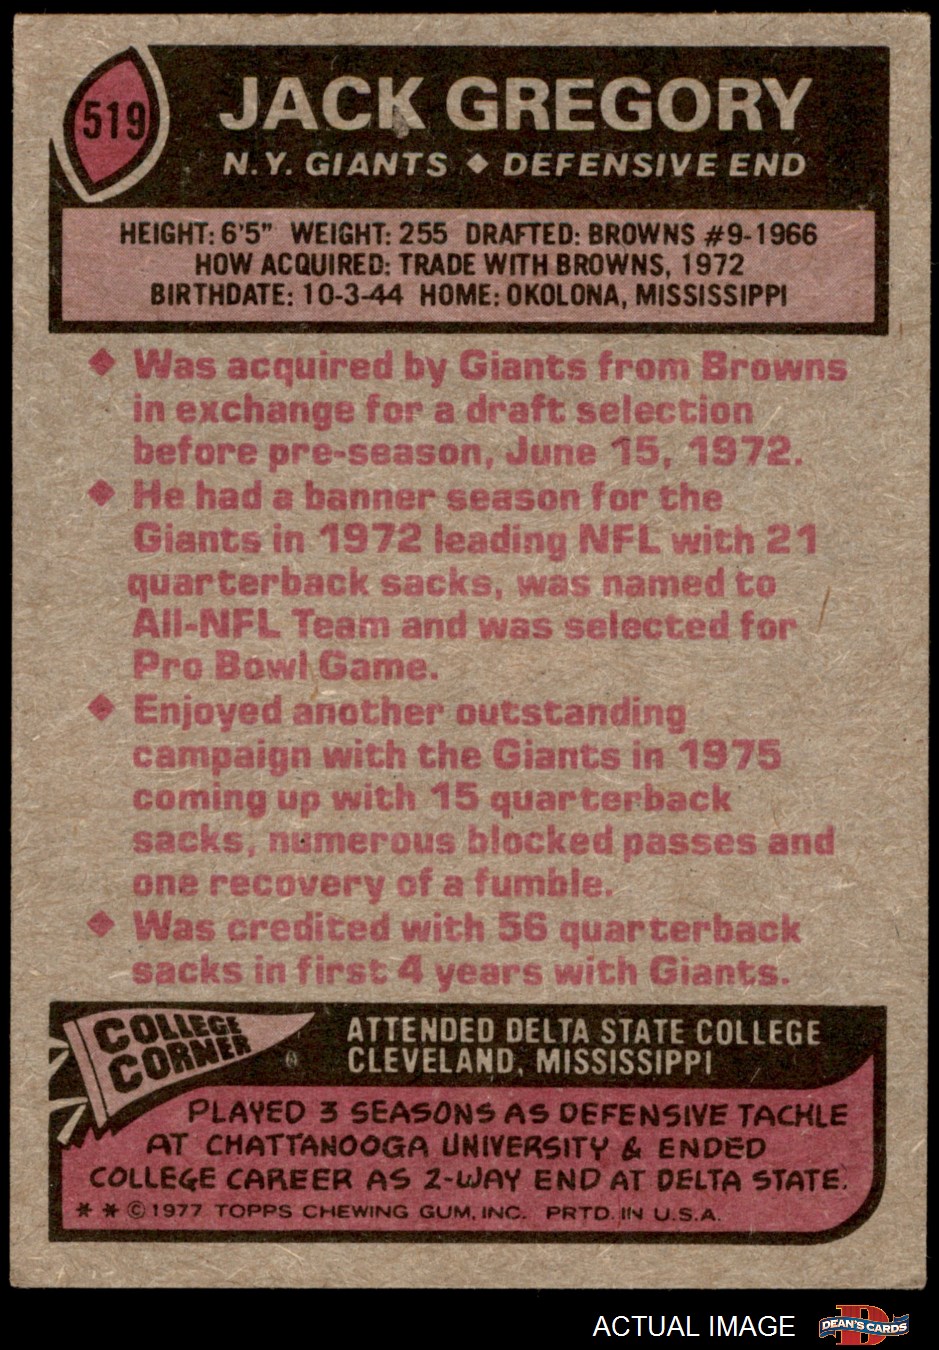 519
JACK GREGORY
N.Y. GIANTS ◆ DEFENSIVE END
HEIGHT: 6'5" WEIGHT: 255 DRAFTED: BROWNS #9-1966
HOW ACQUIRED: TRADE WITH BROWNS, 1972
BIRTHDATE: 10-3-44 HOME: OKOLONA, MISSISSIPPI
◆ Was acquired by Giants from Browns
in exchange for a draft selection
before pre-season, June 15, 1972.
◆ He had a banner season for the
Giants in 1972 leading NFL with 21
quarterback sacks, was named to
All-NFL Team and was selected for
Pro Bowl Game.
◆ Enjoyed another outstanding
campaign with the Giants in 1975
coming up with 15 quarterback
sacks, numerous blocked passes and
one recovery of a fumble.
◆ Was credited with 56 quarterback
sacks in first 4 years with Giants.
COLLEGE
CORNER
ATTENDED DELTA STATE COLLEGE
CLEVELAND, MISSISSIPPI
PLAYED 3 SEASONS AS DEFENSIVE TACKLE
AT CHATTANOOGA UNIVERSITY & ENDED
COLLEGE CAREER AS 2-WAY END AT DELTA STATE.
* * © 1977 TOPPS CHEWING GUM, INC. PRTD. IN U.S.A.
ACTUAL IMAGE
D
DEAN'S CARDS